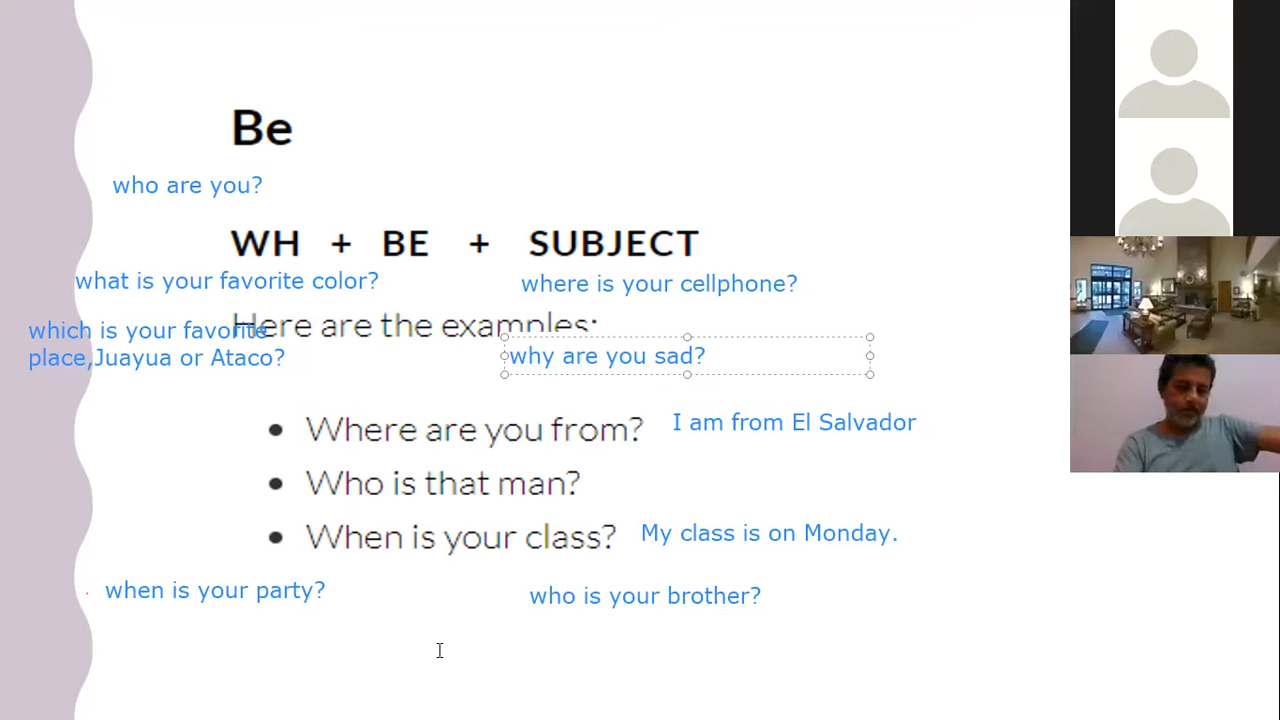 Be
who are you?
WH + BE + SUBJECT
what is your favorite color?
where is your cellphone?
Here are the examples:
which is your favorite
place,Juayua or Ataco?
why are you sad?
Where are you from?
I am from El Salvador
Who is that man?
When is your class?
My class is on Monday.
when is your party?
who is your brother?